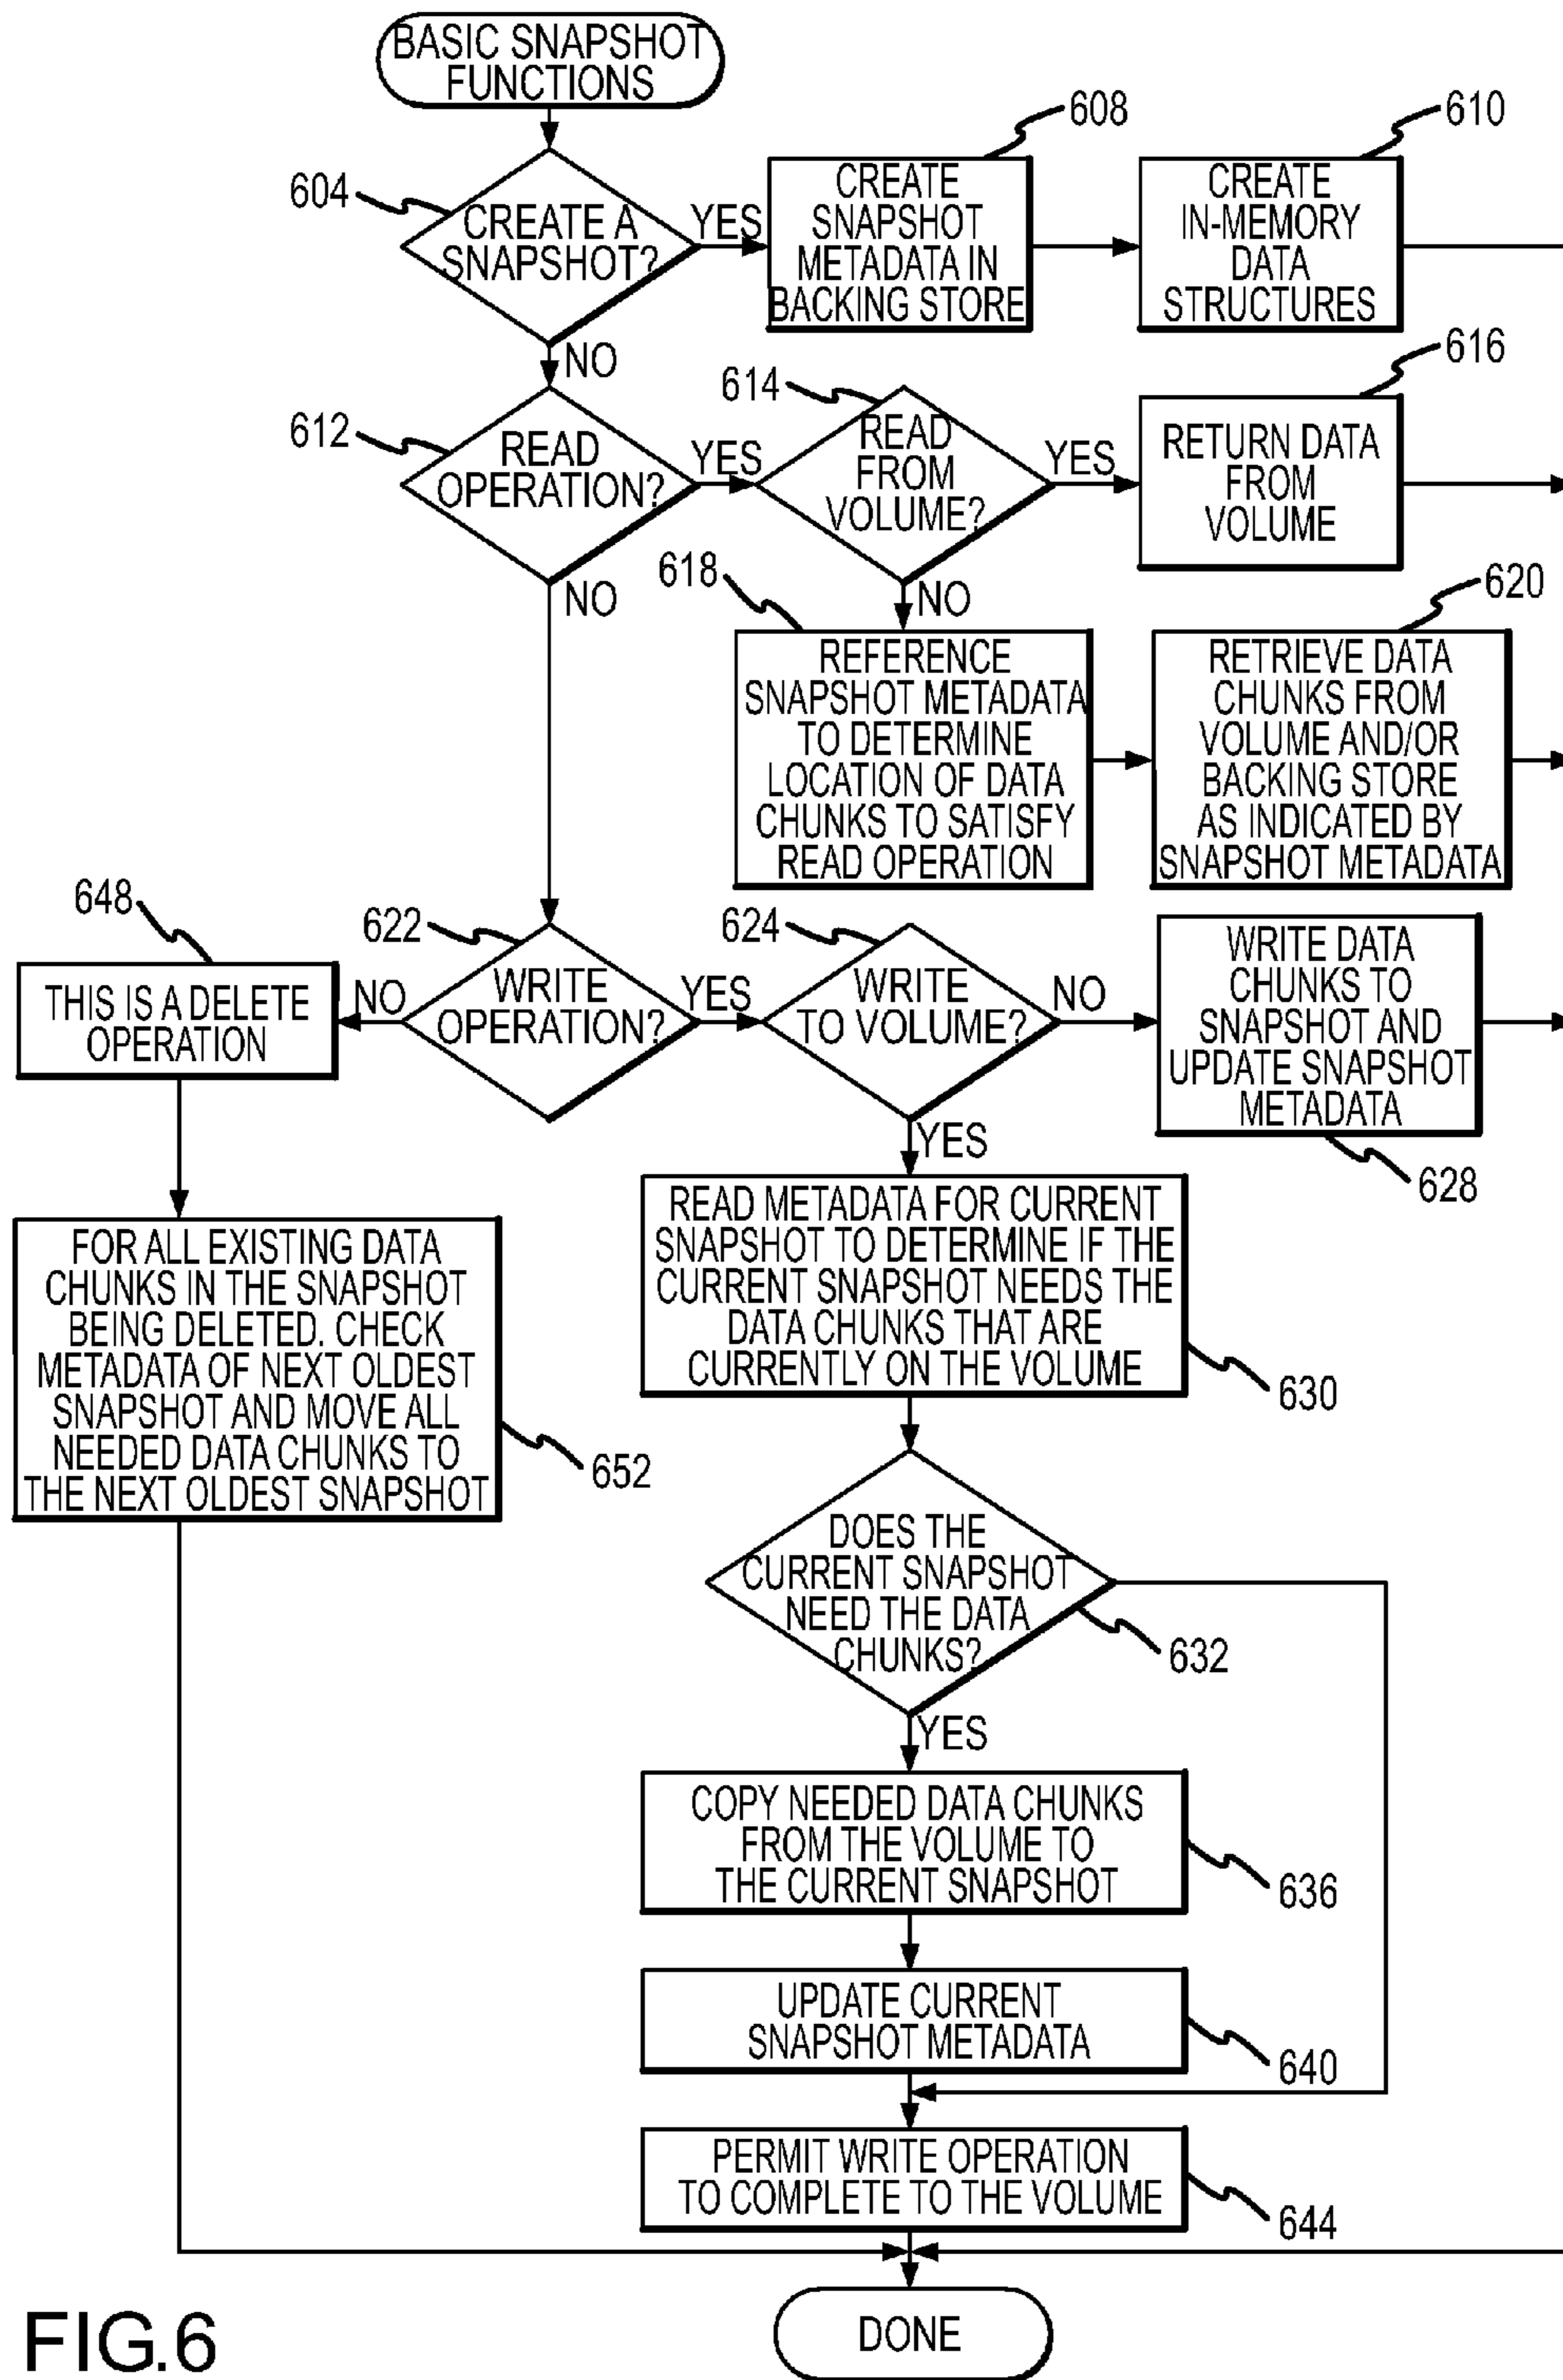 BASIC SNAPSHOT
FUNCTIONS
604
CREATE A
SNAPSHOT?
YES
608
CREATE
SNAPSHOT
METADATA IN
BACKING STORE
610
CREATE
IN-MEMORY
DATA
STRUCTURES
NO
612
READ
OPERATION?
YES
614
READ
FROM
VOLUME?
YES
616
RETURN DATA
FROM
VOLUME
NO
NO
618
REFERENCE
SNAPSHOT METADATA
TO DETERMINE
LOCATION OF DATA
CHUNKS TO SATISFY
READ OPERATION
620
RETRIEVE DATA
CHUNKS FROM
VOLUME AND/OR
BACKING STORE
AS INDICATED BY
SNAPSHOT METADATA
648
THIS IS A DELETE
OPERATION
NO
622
WRITE
OPERATION?
YES
624
WRITE
TO VOLUME?
NO
WRITE DATA
CHUNKS TO
SNAPSHOT AND
UPDATE SNAPSHOT
METADATA
628
YES
FOR ALL EXISTING DATA
CHUNKS IN THE SNAPSHOT
BEING DELETED. CHECK
METADATA OF NEXT OLDEST
SNAPSHOT AND MOVE ALL
NEEDED DATA CHUNKS TO
THE NEXT OLDEST SNAPSHOT
652
READ METADATA FOR CURRENT
SNAPSHOT TO DETERMINE IF THE
CURRENT SNAPSHOT NEEDS THE
DATA CHUNKS THAT ARE
CURRENTLY ON THE VOLUME
630
DOES THE
CURRENT SNAPSHOT
NEED THE DATA
CHUNKS?
632
YES
COPY NEEDED DATA CHUNKS
FROM THE VOLUME TO
THE CURRENT SNAPSHOT
636
UPDATE CURRENT
SNAPSHOT METADATA
640
PERMIT WRITE OPERATION
TO COMPLETE TO THE VOLUME
644
DONE
FIG.6